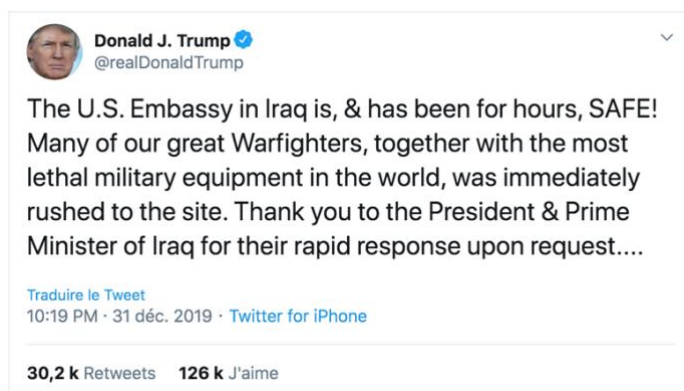 Donald J. Trump
@realDonaldTrump
The U.S. Embassy in Iraq is, & has been for hours, SAFE!
Many of our great Warfighters, together with the most
lethal military equipment in the world, was immediately
rushed to the site. Thank you to the President & Prime
Minister of Iraq for their rapid response upon request....
Traduire le Tweet
10:19 PM · 31 déc. 2019 · Twitter for iPhone
30,2 k Retweets 126 k J'aime